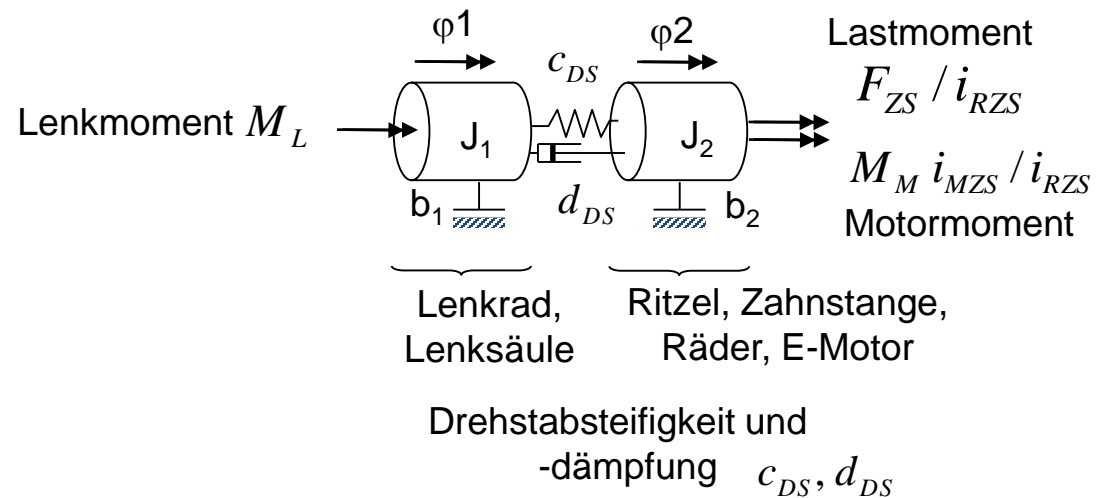 φ1
φ2
Lastmoment
c_DS
F_ZS / i_RZS
Lenkmoment M_L
J₁
J₂
M_M i_MZS / i_RZS
b₁
d_DS
b₂
Motormoment
Lenkrad,
Lenksäule
Ritzel, Zahnstange,
Räder, E-Motor
Drehstabsteifigkeit und
-dämpfung c_DS, d_DS